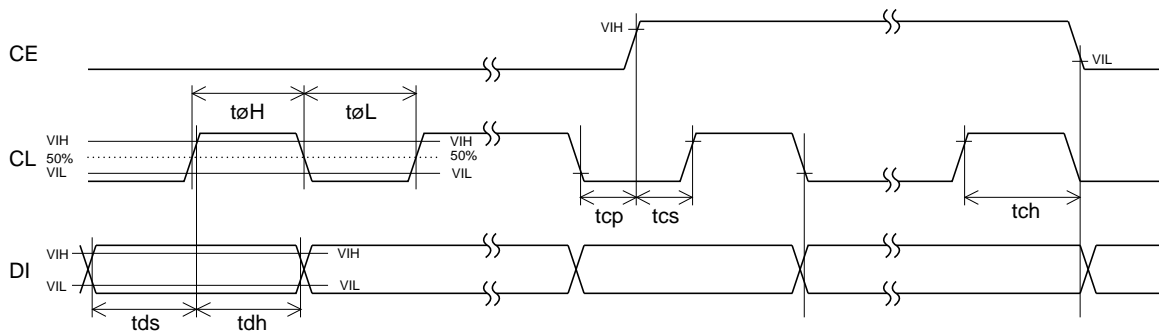 VIH
CE
VIL
tøH
tøL
VIH
VIH
CL
50%
50%
VIL
VIL
tcp
tcs
tch
VIH
VIH
DI
VIL
VIL
tds
tdh